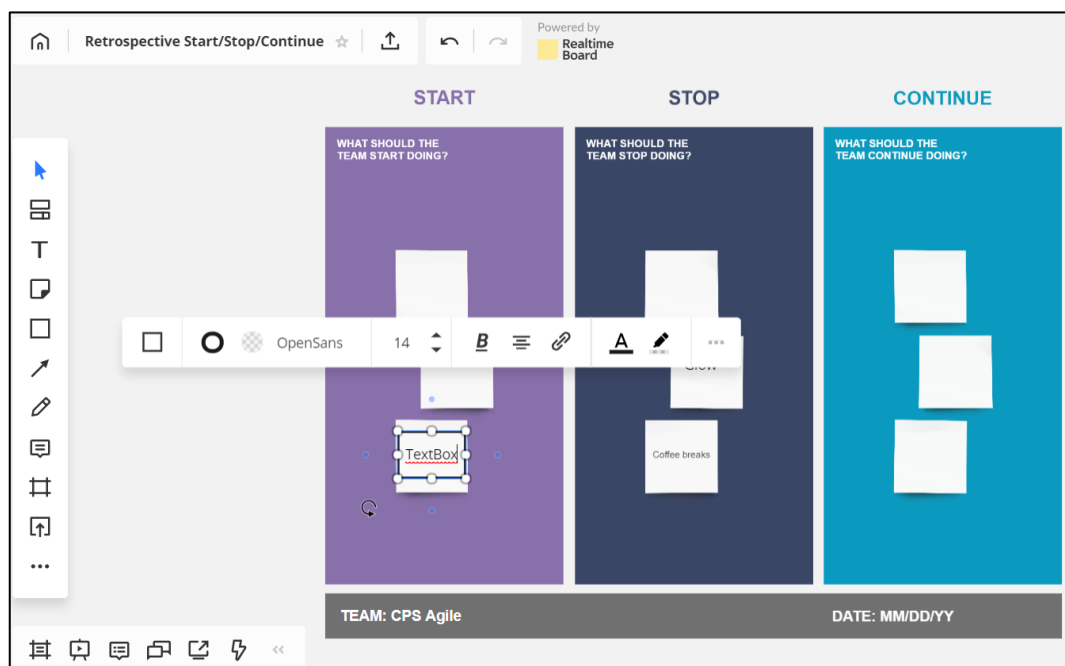 Retrospective Start/Stop/Continue
Powered by
Realtime
Board
START
STOP
CONTINUE
WHAT SHOULD THE
TEAM START DOING?
WHAT SHOULD THE
TEAM STOP DOING?
WHAT SHOULD THE
TEAM CONTINUE DOING?
OpenSans
14
B
A
TextBox
Coffee breaks
TEAM: CPS Agile
DATE: MM/DD/YY